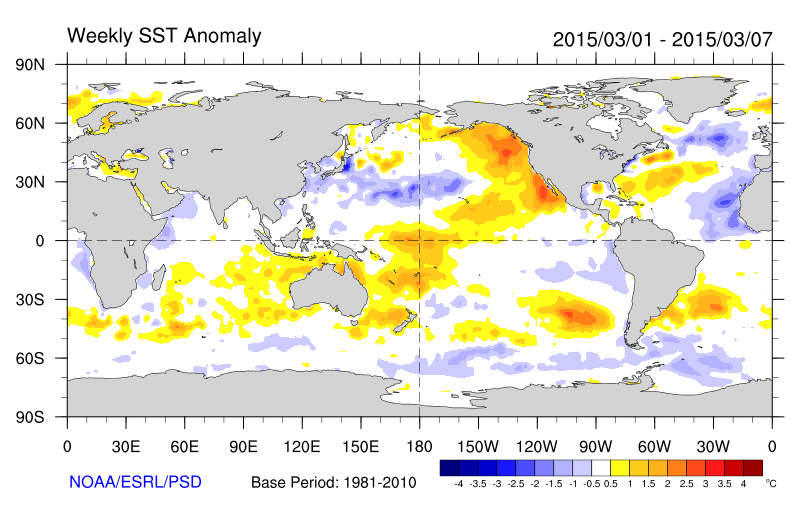 Weekly SST Anomaly
2015/03/01 - 2015/03/07
90N
60N
30N
0
30S
60S
90S
0 30E 60E 90E 120E 150E 180 150W 120W 90W 60W 30W 0
NOAA/ESRL/PSD
Base Period: 1981-2010
-4 -3.5 -3 -2.5 -2 -1.5 -1 -0.5 0.5 1 1.5 2 2.5 3 3.5 4 °C